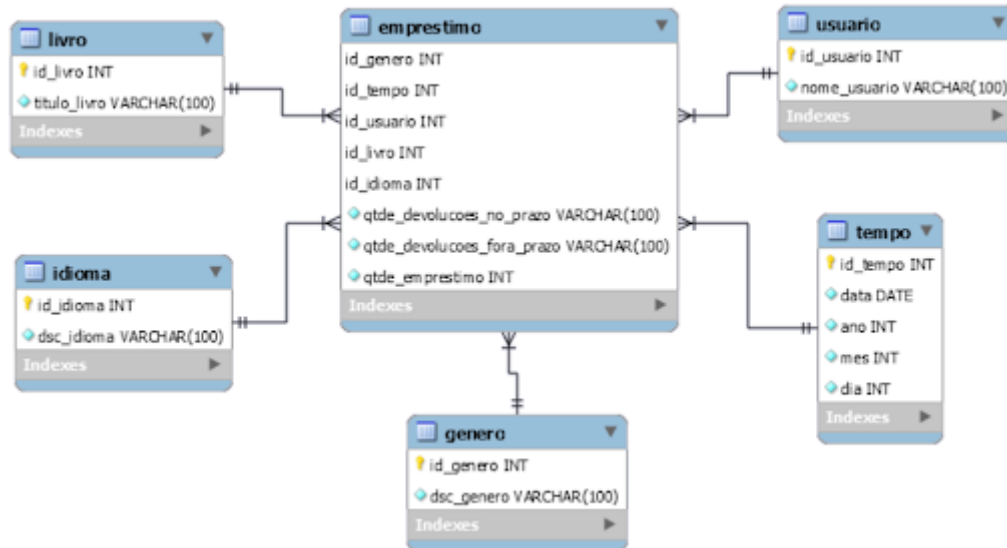 livro
id_livro INT
titulo_livro VARCHAR(100)
Indexes
emprestimo
id_genero INT
id_tempo INT
id_usuario INT
id_livro INT
id_idioma INT
qtde_devolucoes_no_prazo VARCHAR(100)
qtde_devolucoes_fora_prazo VARCHAR(100)
qtde_emprestimo INT
Indexes
usuario
id_usuario INT
nome_usuario VARCHAR(100)
Indexes
idioma
id_idioma INT
dsc_idioma VARCHAR(100)
Indexes
tempo
id_tempo INT
data DATE
ano INT
mes INT
dia INT
Indexes
genero
id_genero INT
dsc_genero VARCHAR(100)
Indexes